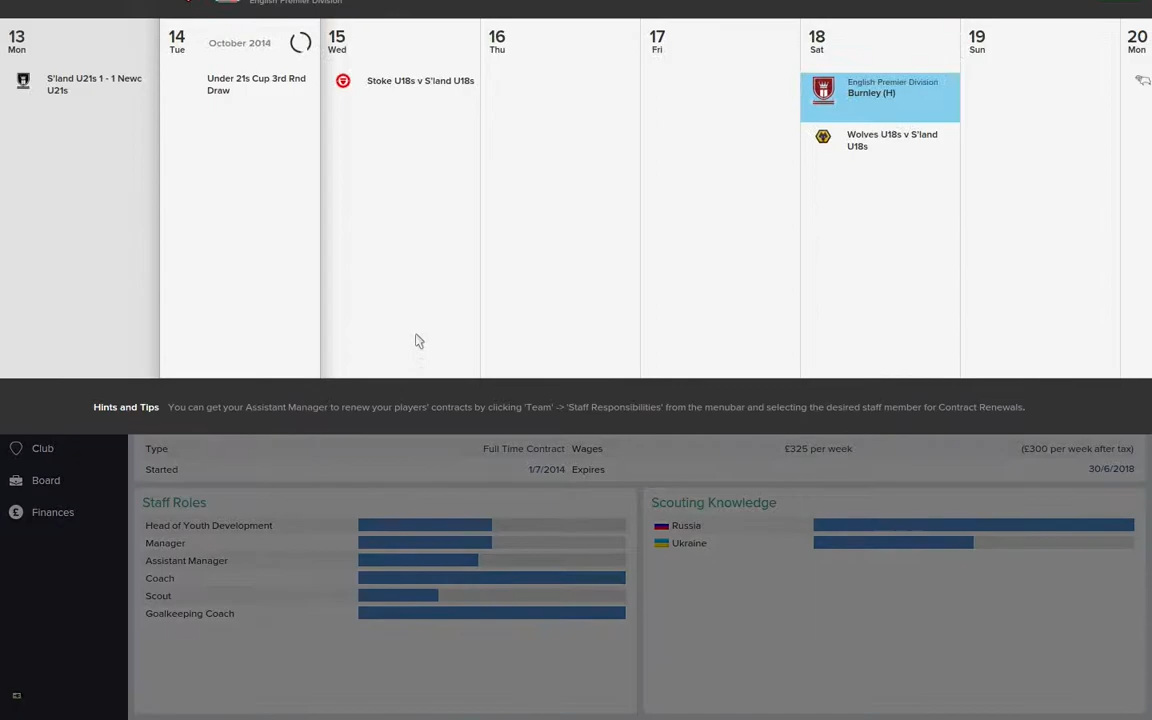 English Premier Division
13
Mon
14
Tue
October 2014
15
Wed
16
Thu
17
Fri
18
Sat
19
Sun
20
Mon
S'land U21s 1 - 1 Newc
U21s
Under 21s Cup 3rd Rnd
Draw
Stoke U18s v S'land U18s
English Premier Division
Burnley (H)
Wolves U18s v S'land
U18s
Hints and Tips You can get your Assistant Manager to renew your players' contracts by clicking 'Team' -> 'Staff Responsibilities' from the menubar and selecting the desired staff member for Contract Renewals.
Club
Board
Finances
Type Full Time Contract Wages £325 per week (£300 per week after tax)
Started 1/7/2014 Expires 30/6/2018
Staff Roles
Head of Youth Development
Manager
Assistant Manager
Coach
Scout
Goalkeeping Coach
Scouting Knowledge
Russia
Ukraine